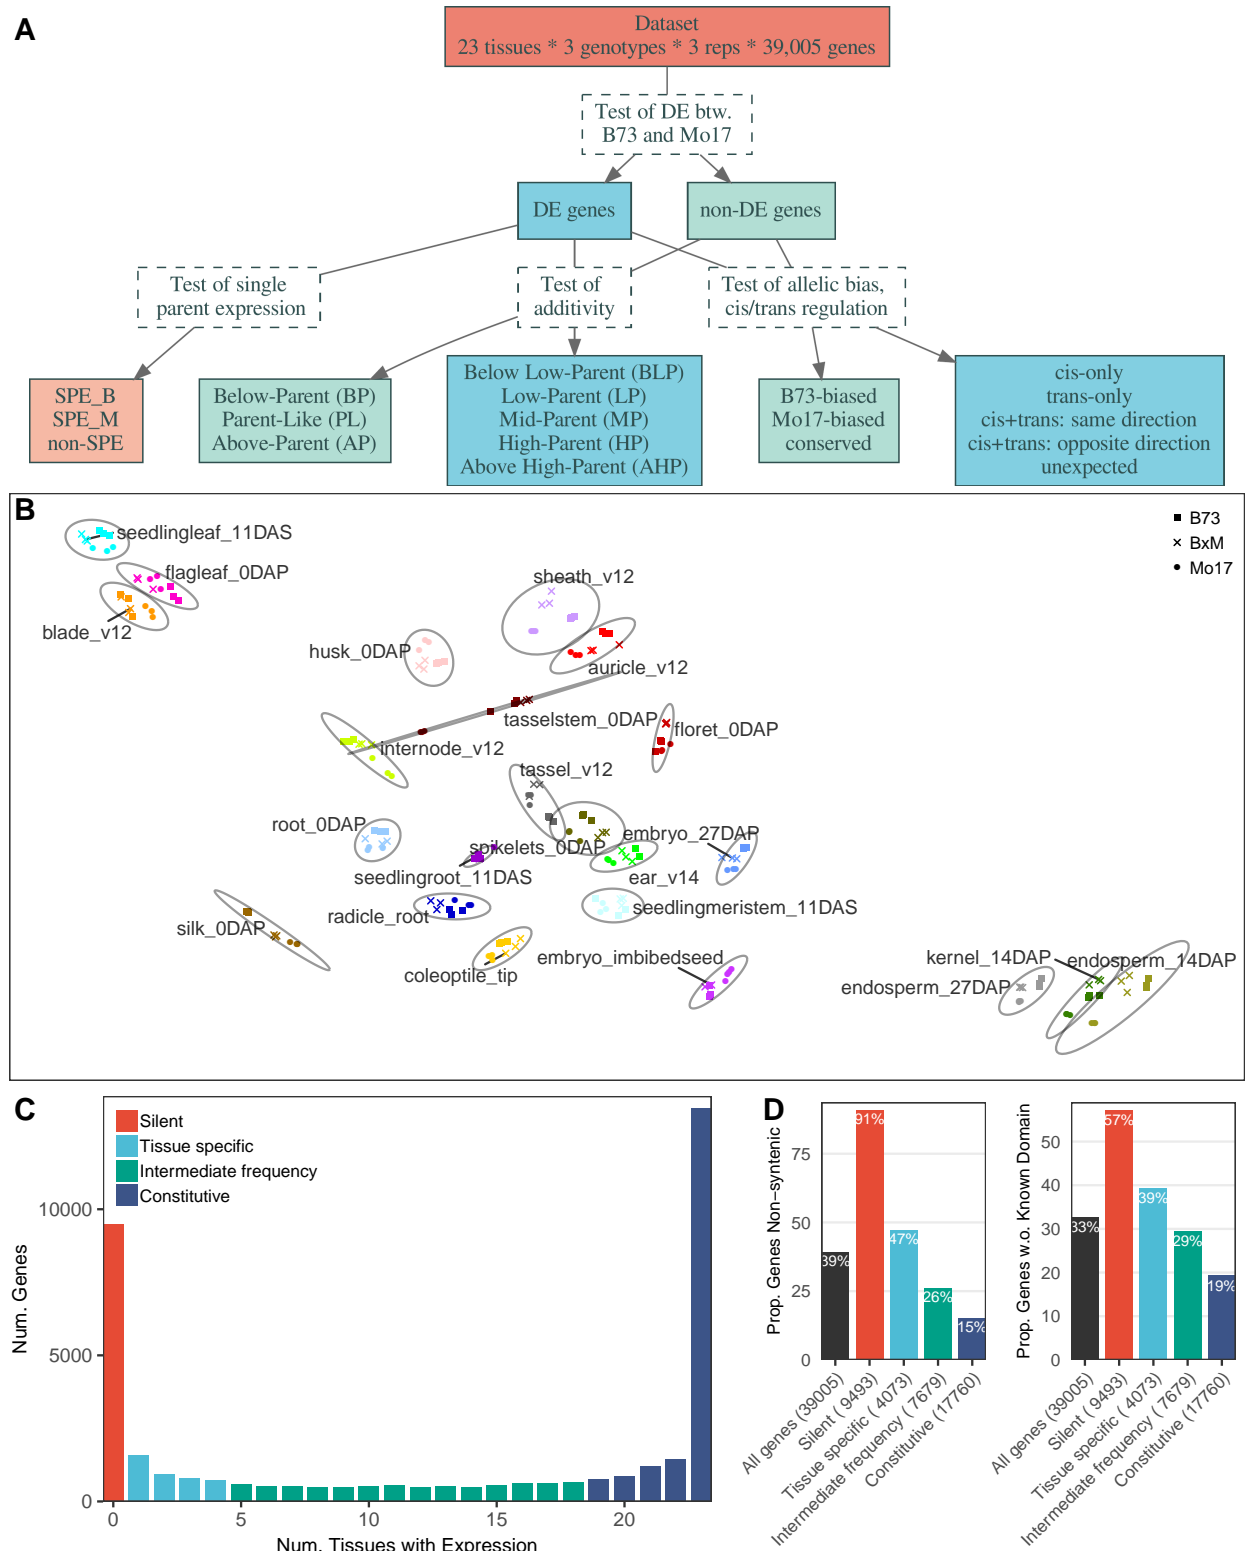 A
Dataset
23 tissues * 3 genotypes * 3 reps * 39,005 genes
Test of DE btw.
B73 and Mo17
DE genes
non-DE genes
Test of single
parent expression
Test of
additivity
Test of allelic bias,
cis/trans regulation
SPE_B
SPE_M
non-SPE
Below-Parent (BP)
Parent-Like (PL)
Above-Parent (AP)
Below Low-Parent (BLP)
Low-Parent (LP)
Mid-Parent (MP)
High-Parent (HP)
Above High-Parent (AHP)
B73-biased
Mo17-biased
conserved
cis-only
trans-only
cis+trans: same direction
cis+trans: opposite direction
unexpected
B
B73
BxM
Mo17
seedlingleaf_11DAS
flagleaf_0DAP
blade_v12
sheath_v12
husk_0DAP
auricle_v12
tasselstem_0DAP
floret_0DAP
internode_v12
tassel_v12
root_0DAP
embryo_27DAP
spikelets_0DAP
seedlingroot_11DAS
ear_v14
radicle_root
seedlingmeristem_11DAS
silk_0DAP
coleoptile_tip
embryo_imbibedseed
kernel_14DAP
endosperm_14DAP
endosperm_27DAP
C
Silent
Tissue specific
Intermediate frequency
Constitutive
Num. Genes
10000
5000
0
0
5
10
15
20
Num. Tissues with Expression
D
Prop. Genes Non−syntenic
75
50
25
0
39%
91%
47%
26%
15%
All genes (39005)
Silent ( 9493)
Tissue specific ( 4073)
Intermediate frequency ( 7679)
Constitutive (17760)
Prop. Genes w.o. Known Domain
50
40
30
20
10
0
33%
57%
39%
29%
19%
All genes (39005)
Silent ( 9493)
Tissue specific ( 4073)
Intermediate frequency ( 7679)
Constitutive (17760)